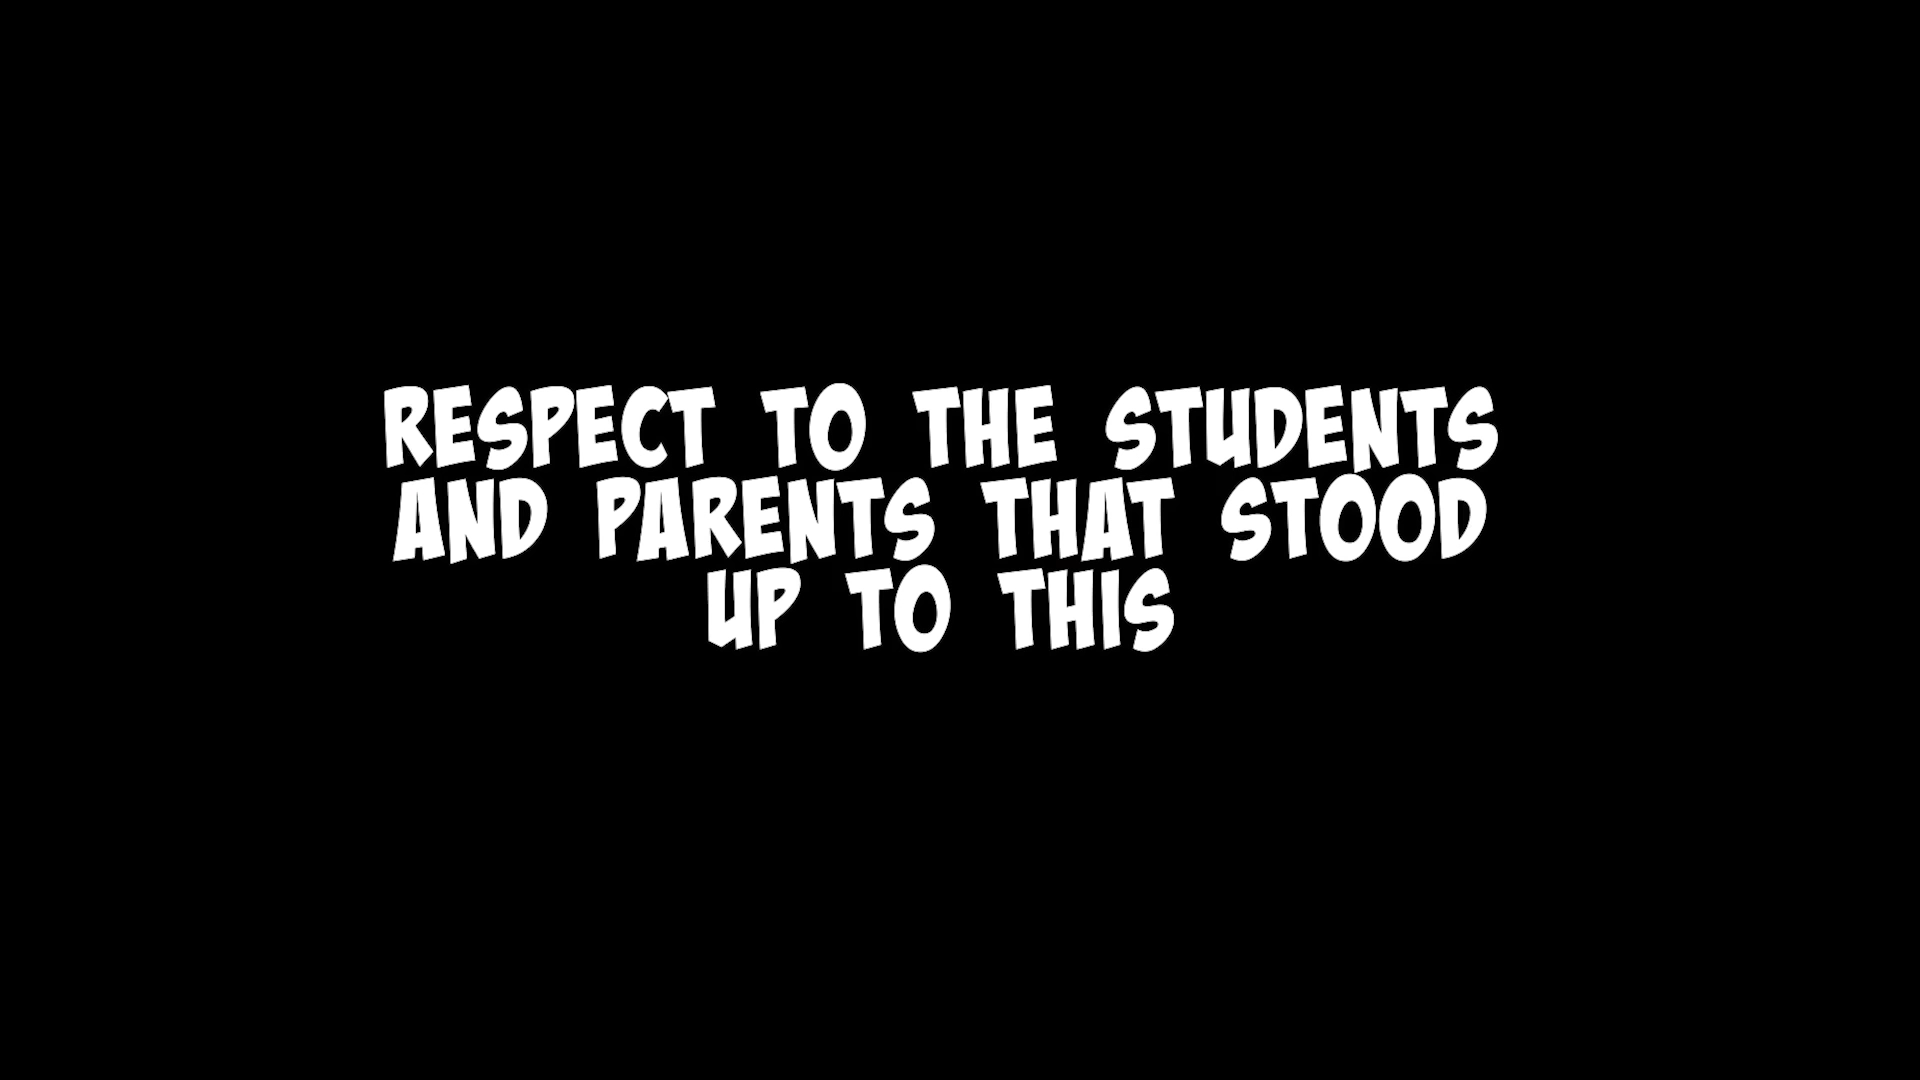 RESPECT TO THE STUDENTS
AND PARENTS THAT STOOD
UP TO THIS